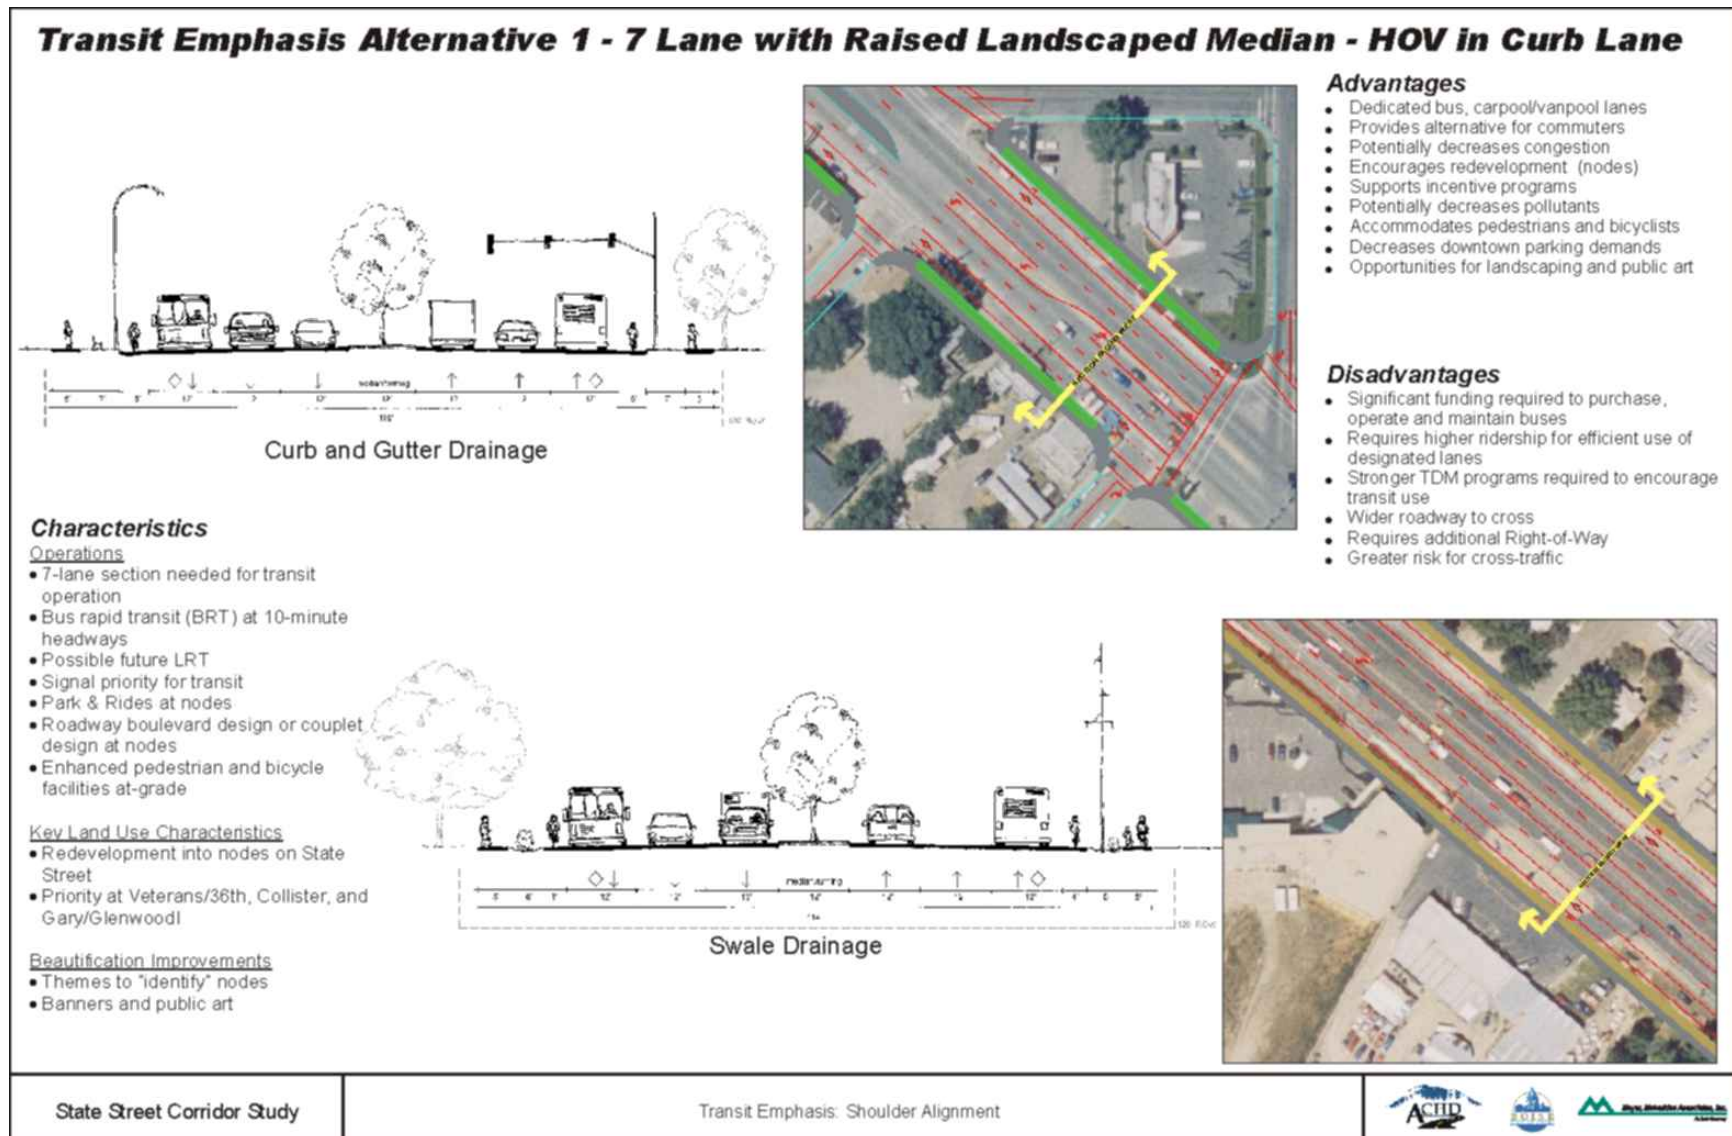 Transit Emphasis Alternative 1 - 7 Lane with Raised Landscaped Median - HOV in Curb Lane
Advantages
• Dedicated bus, carpool/vanpool lanes
• Provides alternative for commuters
• Potentially decreases congestion
• Encourages redevelopment (nodes)
• Supports incentive programs
• Potentially decreases pollutants
• Accommodates pedestrians and bicyclists
• Decreases downtown parking demands
• Opportunities for landscaping and public art
Disadvantages
• Significant funding required to purchase,
operate and maintain buses
• Requires higher ridership for efficient use of
designated lanes
• Stronger TDM programs required to encourage
transit use
• Wider roadway to cross
• Requires additional Right-of-Way
• Greater risk for cross-traffic
Curb and Gutter Drainage
Characteristics
Operations
• 7-lane section needed for transit
operation
• Bus rapid transit (BRT) at 10-minute
headways
• Possible future LRT
• Signal priority for transit
• Park & Rides at nodes
• Roadway boulevard design or couplet
design at nodes
• Enhanced pedestrian and bicycle
facilities at-grade
Key Land Use Characteristics
• Redevelopment into nodes on State
Street
• Priority at Veterans/36th, Collister, and
Gary/Glenwoodl
Beautification Improvements
• Themes to "identify" nodes
• Banners and public art
Swale Drainage
State Street Corridor Study
Transit Emphasis: Shoulder Alignment
ACHD
BOISE